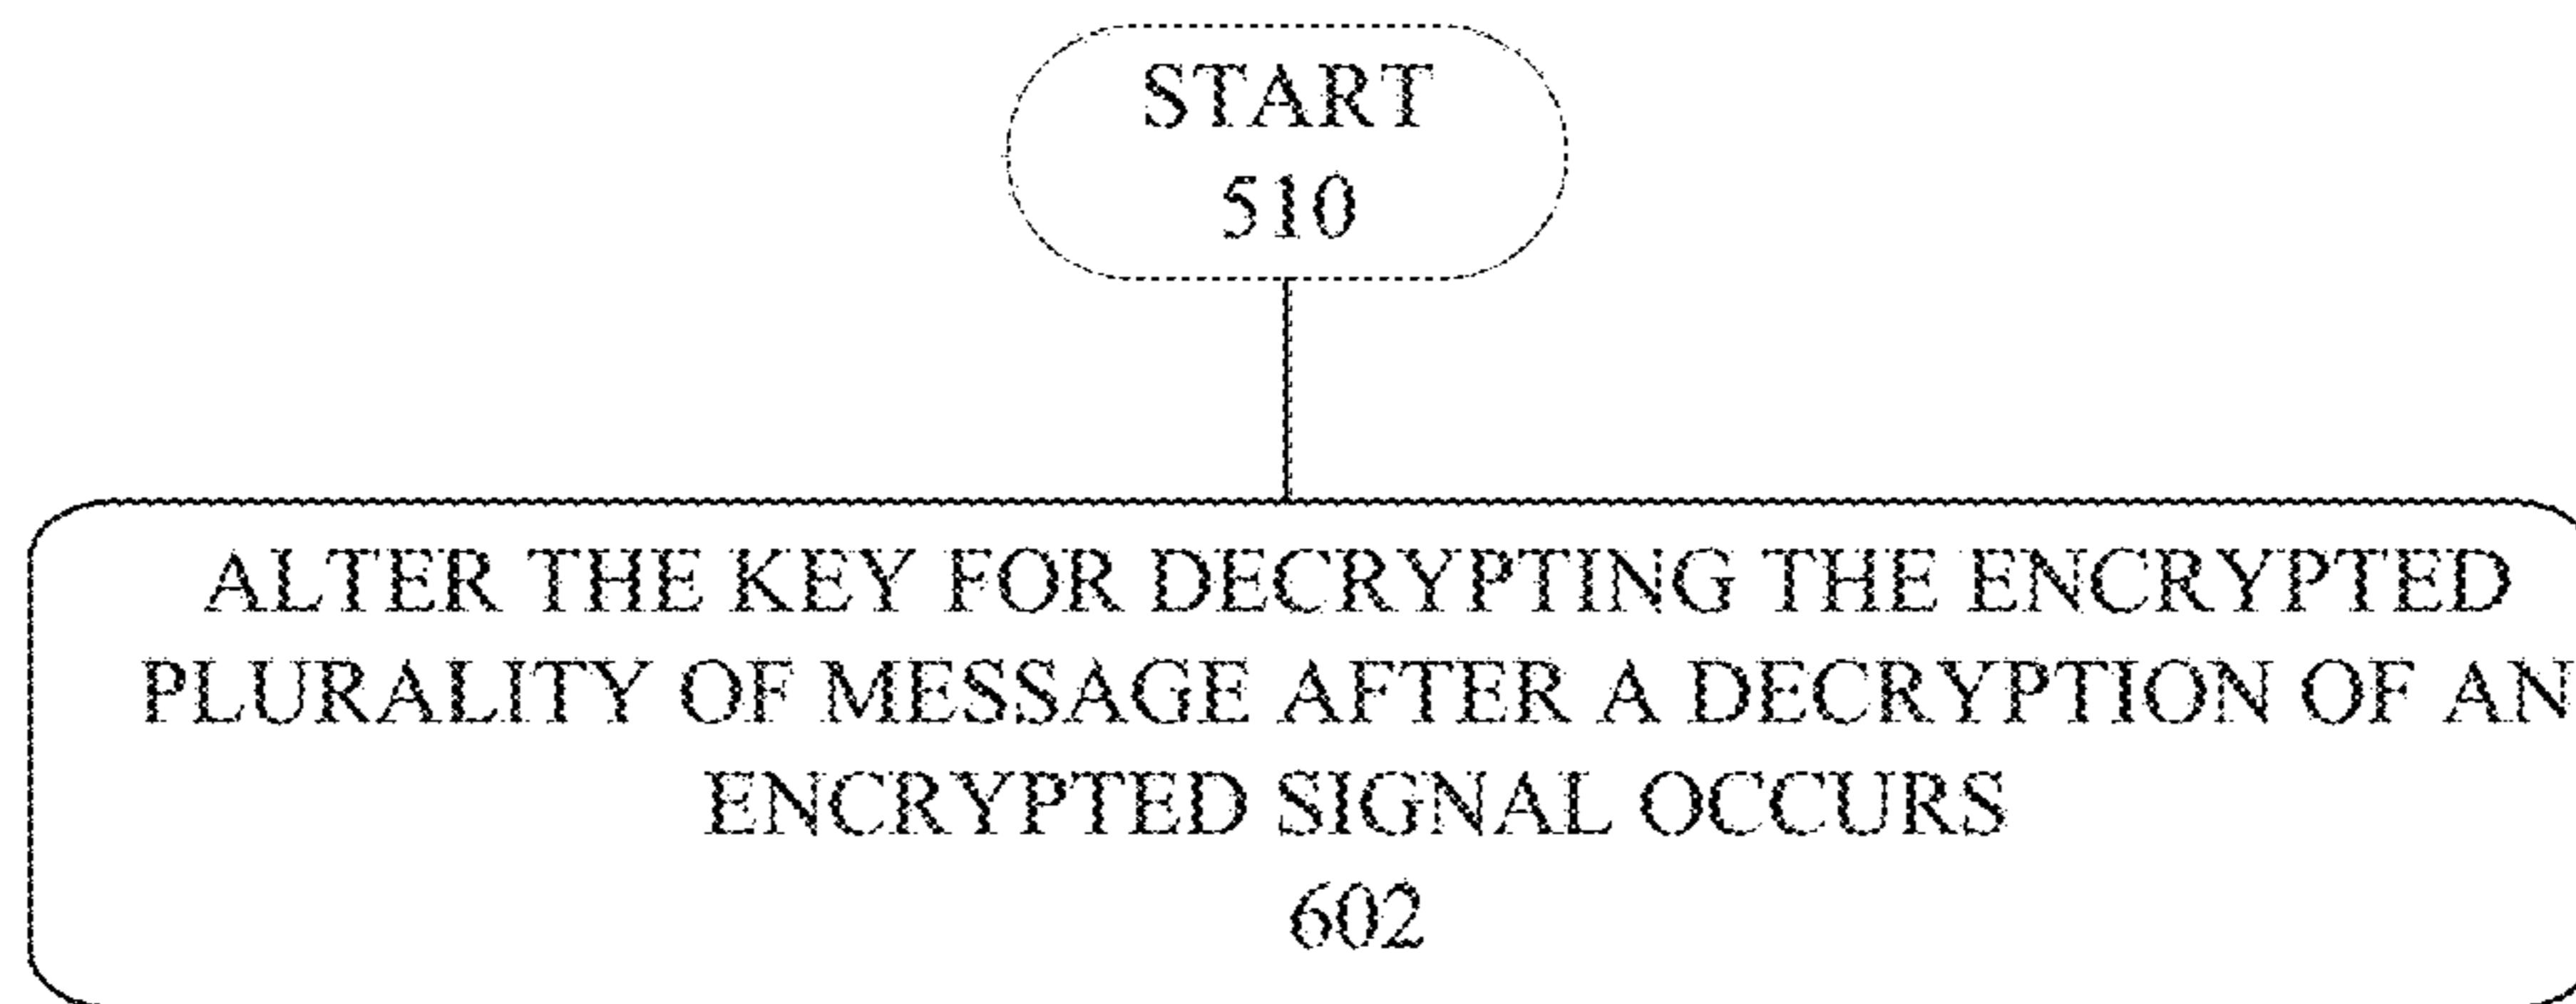 START
510
ALTER THE KEY FOR DECRYPTING THE ENCRYPTED
PLURALITY OF MESSAGE AFTER A DECRYPTION OF AN
ENCRYPTED SIGNAL OCCURS
602